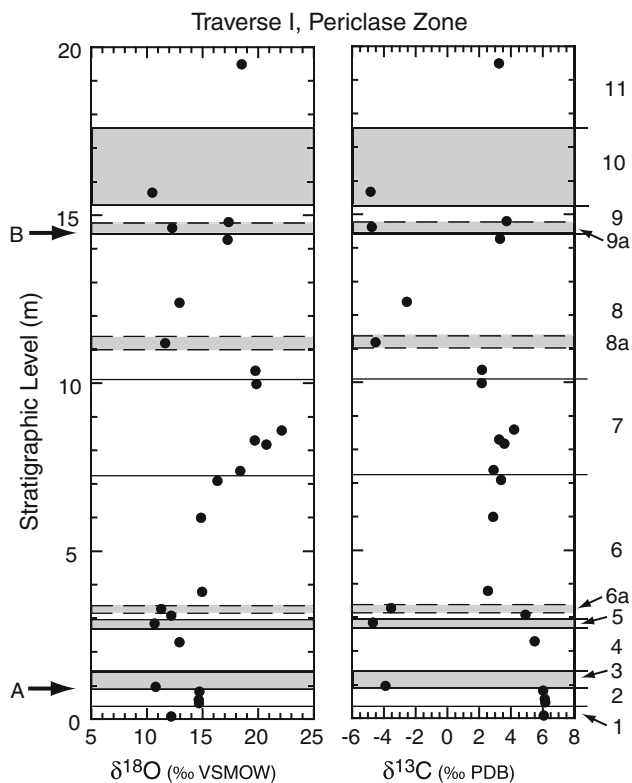 Traverse I, Periclase Zone
20
15
10
5
0
Stratigraphic Level (m)
B
A
5 10 15 20 25
δ18O (‰ VSMOW)
-6 -4 -2 0 2 4 6 8
δ13C (‰ PDB)
11
10
9
9a
8
8a
7
6
6a
5
4
3
2
1